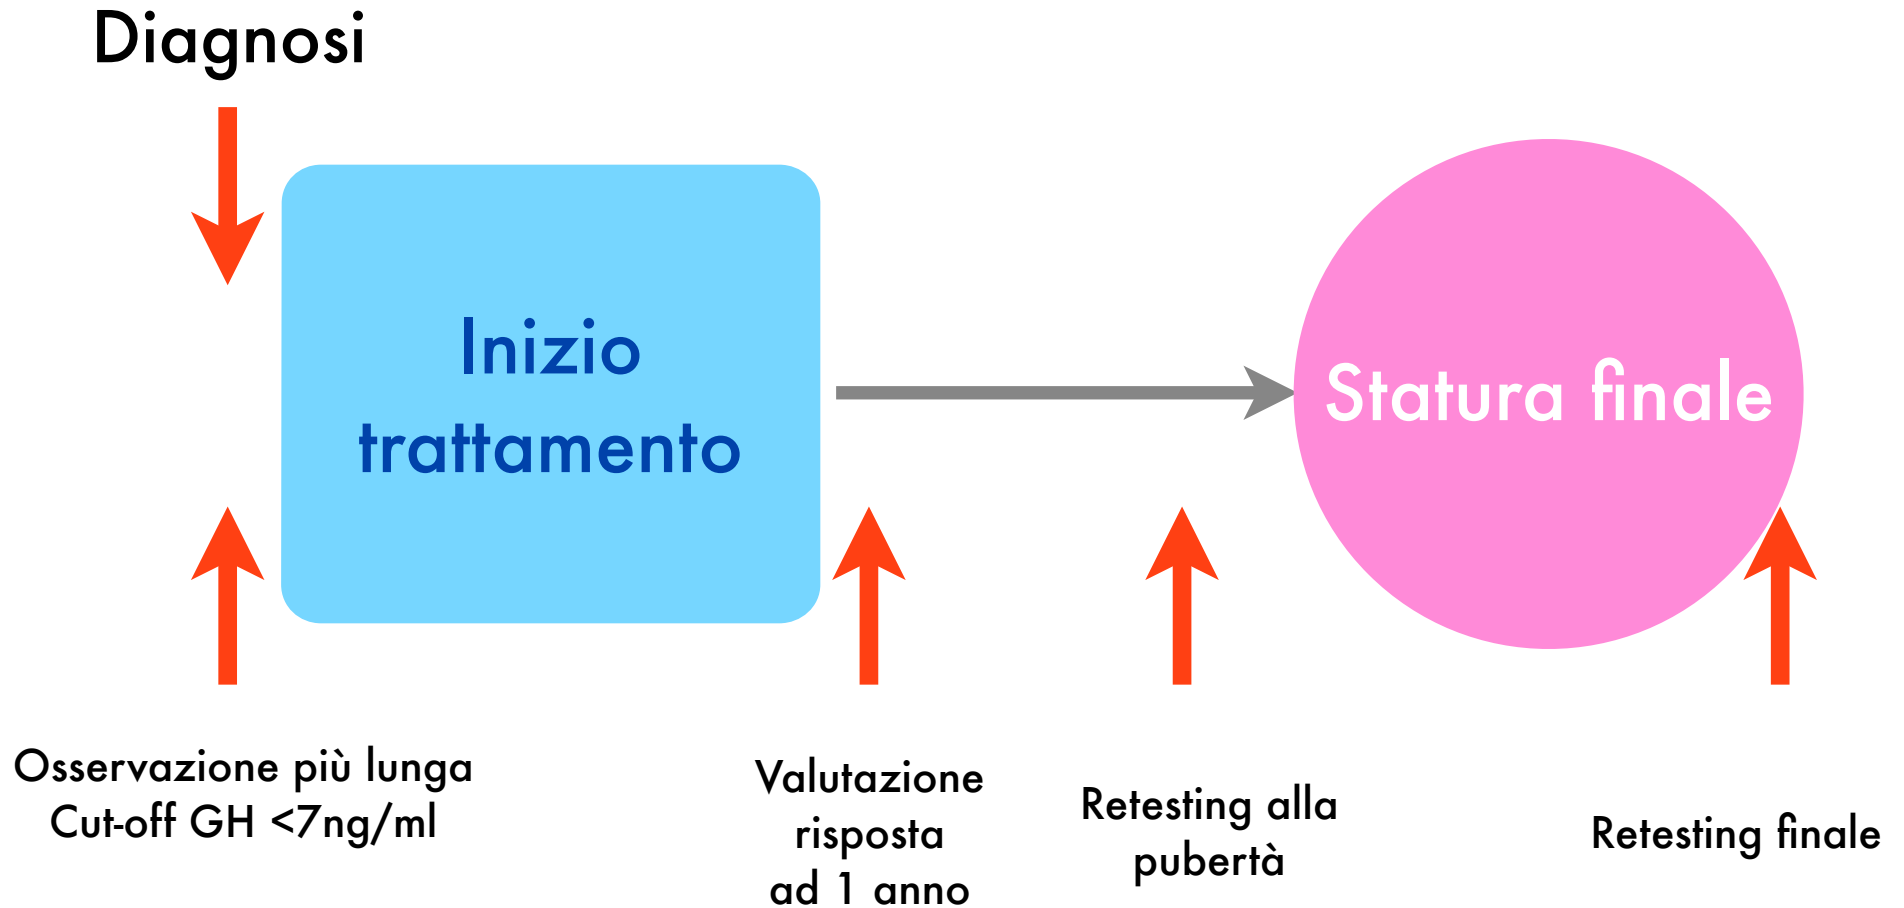 Diagnosi
Inizio
trattamento
Statura finale
Osservazione più lunga
Cut-off GH <7ng/ml
Valutazione
risposta
ad 1 anno
Retesting alla
pubertà
Retesting finale